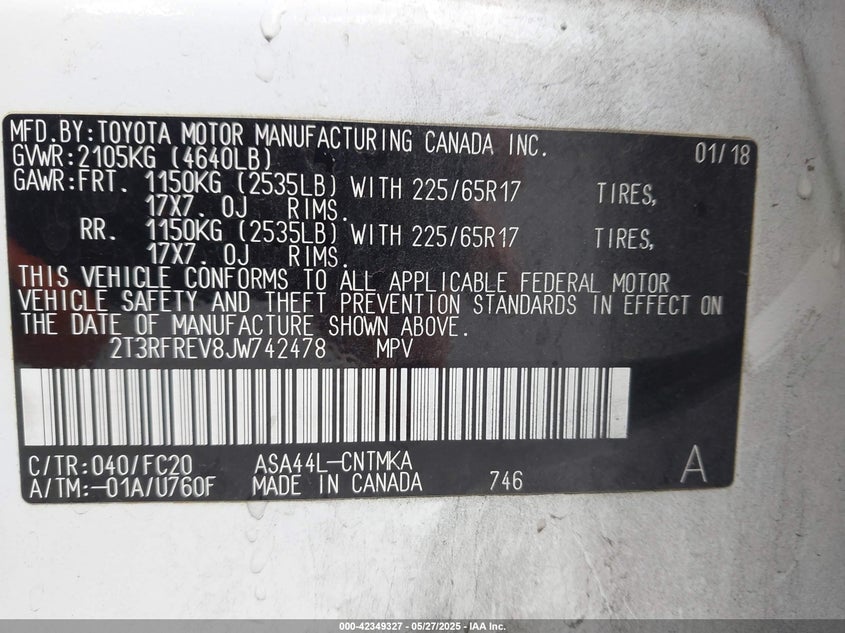 MFD.BY:TOYOTA MOTOR MANUFACTURING CANADA INC. 01/18
GVWR:2105KG (4640LB)
GAWR:FRT. 1150KG (2535LB) WITH 225/65R17 TIRES,
17X7. 0J RIMS.
RR. 1150KG (2535LB) WITH 225/65R17 TIRES,
17X7. 0J RIMS.
THIS VEHICLE CONFORMS TO ALL APPLICABLE FEDERAL MOTOR
VEHICLE SAFETY AND THEFT PREVENTION STANDARDS IN EFFECT ON
THE DATE OF MANUFACTURE SHOWN ABOVE.
2T3RFREV8JW742478 MPV
C/TR:040/FC20 ASA44L-CNTMKA A
A/TM:-01A/U760F MADE IN CANADA 746
000-42349327 - 05/27/2025 - IAA Inc.